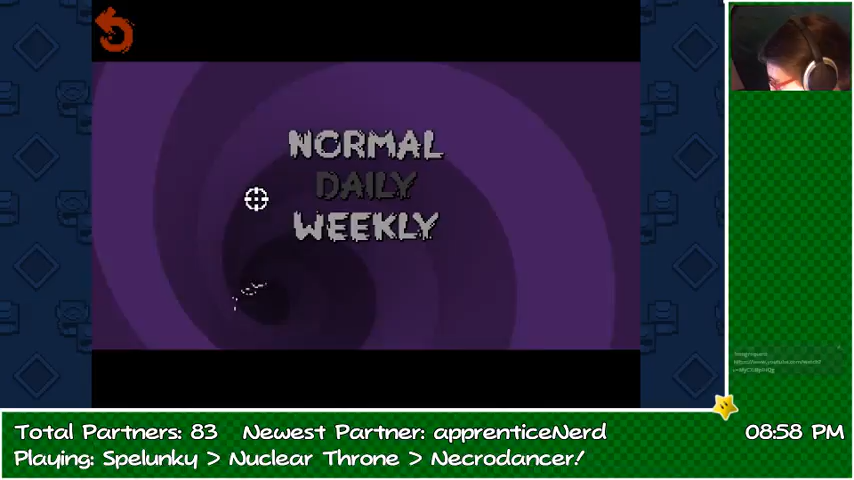 NORMAL
DAILY
WEEKLY
Total Partners: 83 Newest Partner: apprenticeNerd
08:58 PM
Playing: Spelunky > Nuclear Throne > Necrodancer!